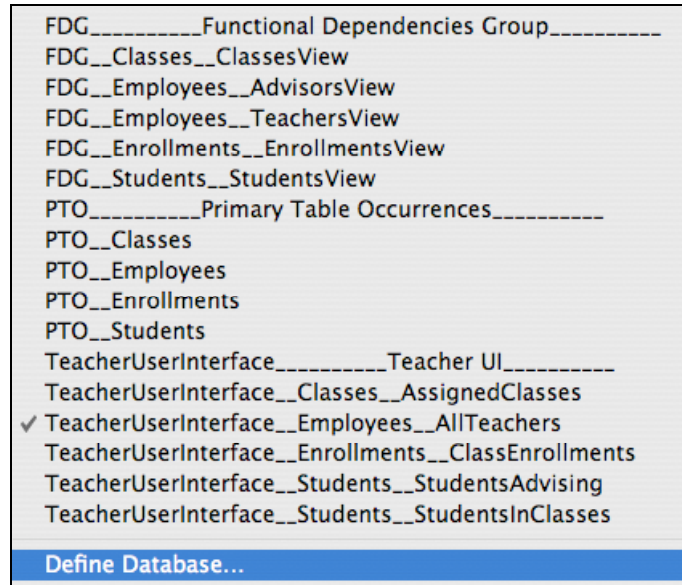 FDG__________Functional Dependencies Group__________
FDG__Classes__ClassesView
FDG__Employees__AdvisorsView
FDG__Employees__TeachersView
FDG__Enrollments__EnrollmentsView
FDG__Students__StudentsView
PTO__________Primary Table Occurrences__________
PTO__Classes
PTO__Employees
PTO__Enrollments
PTO__Students
TeacherUserInterface__________Teacher UI__________
TeacherUserInterface__Classes__AssignedClasses
✓ TeacherUserInterface__Employees__AllTeachers
TeacherUserInterface__Enrollments__ClassEnrollments
TeacherUserInterface__Students__StudentsAdvising
TeacherUserInterface__Students__StudentsInClasses
Define Database...